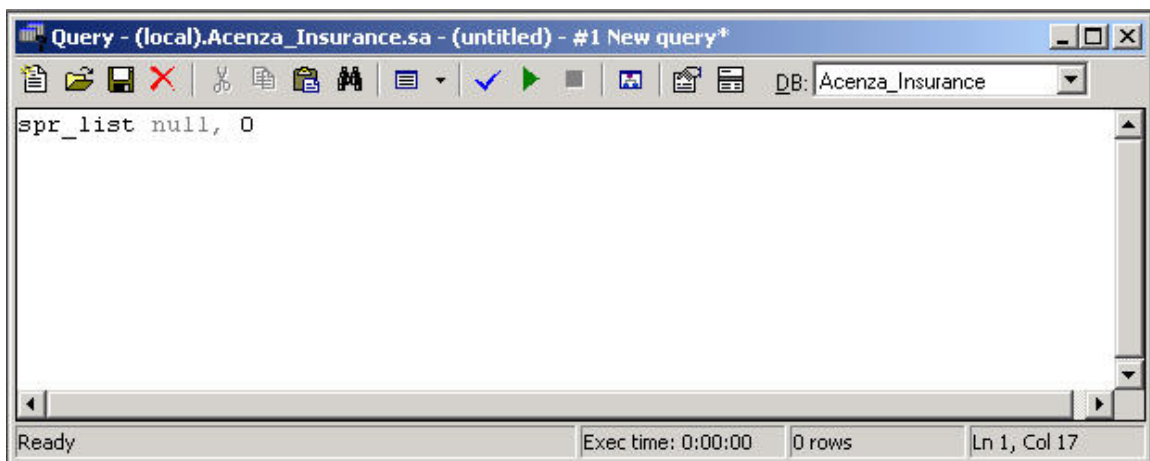 Query - (local).Acenza_Insurance.sa - (untitled) - #1 New query*
DB: Acenza_Insurance
spr_list null, 0
Ready Exec time: 0:00:00 0 rows Ln 1, Col 17